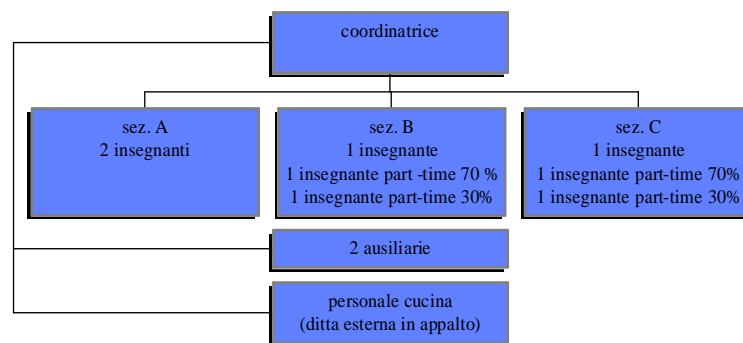 coordinatrice
sez. A
2 insegnanti
sez. B
1 insegnante
1 insegnante part -time 70 %
1 insegnante part-time 30%
sez. C
1 insegnante
1 insegnante part-time 70%
1 insegnante part-time 30%
2 ausiliarie
personale cucina
(ditta esterna in appalto)